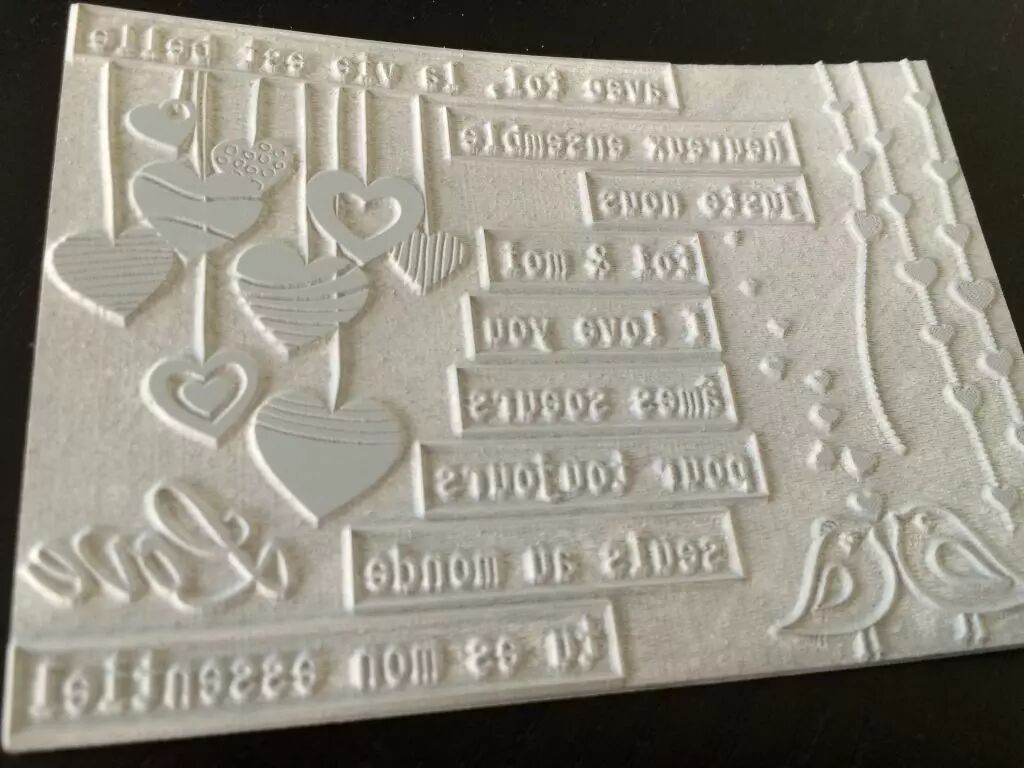 avec toi, la vie est belle
heureux ensemble
juste nous
toi & moi
I love you
âmes soeurs
pour toujours
seuls au monde
Love
tu es mon essentiel